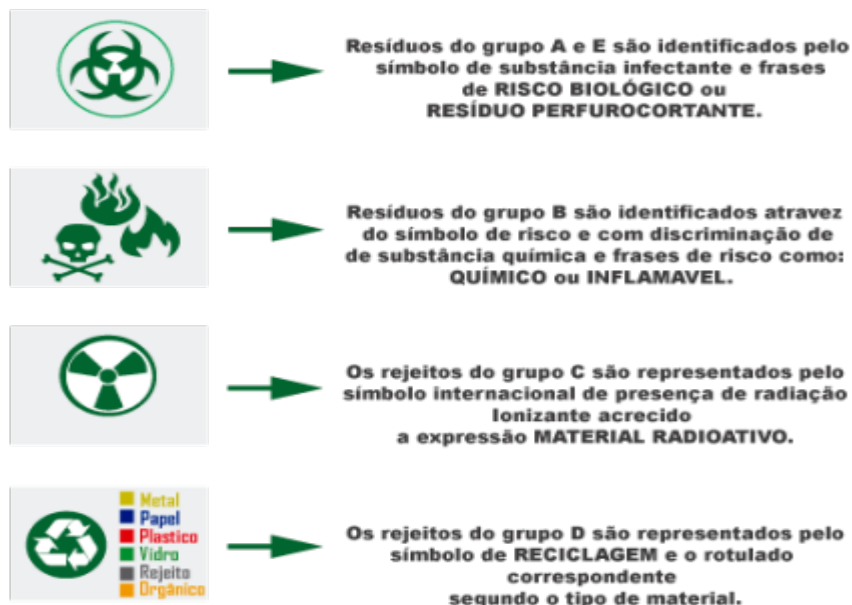 Resíduos do grupo A e E são identificados pelo
símbolo de substância infectante e frases
de RISCO BIOLÓGICO ou
RESÍDUO PERFUROCORTANTE.
Resíduos do grupo B são identificados atravez
do símbolo de risco e com discriminação de
de substância química e frases de risco como:
QUÍMICO ou INFLAMAVEL.
Os rejeitos do grupo C são representados pelo
símbolo internacional de presença de radiação
Ionizante acrecido
a expressão MATERIAL RADIOATIVO.
Metal
Papel
Plastico
Vidro
Rejeito
Orgânico
Os rejeitos do grupo D são representados pelo
símbolo de RECICLAGEM e o rotulado
correspondente
segundo o tipo de material.